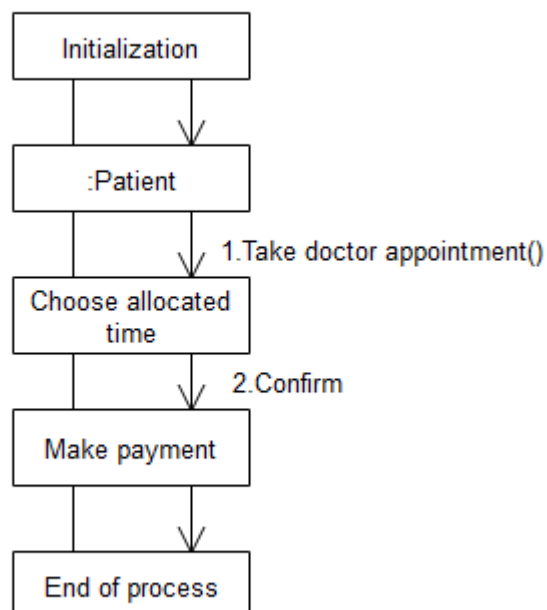 Initialization
:Patient
1.Take doctor appointment()
Choose allocated
time
2.Confirm
Make payment
End of process